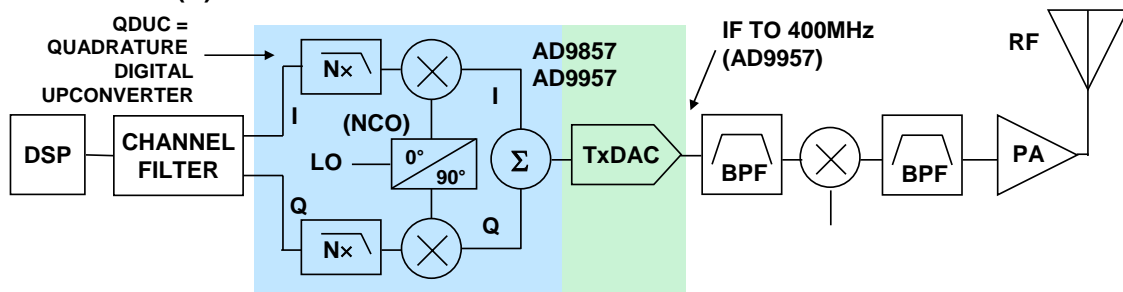 QDUC =
QUADRATURE
DIGITAL
UPCONVERTER
DSP
CHANNEL
FILTER
I
Q
N×
N×
(NCO)
LO
0°
90°
I
Q
Σ
AD9857
AD9957
TxDAC
IF TO 400MHz
(AD9957)
BPF
BPF
PA
RF